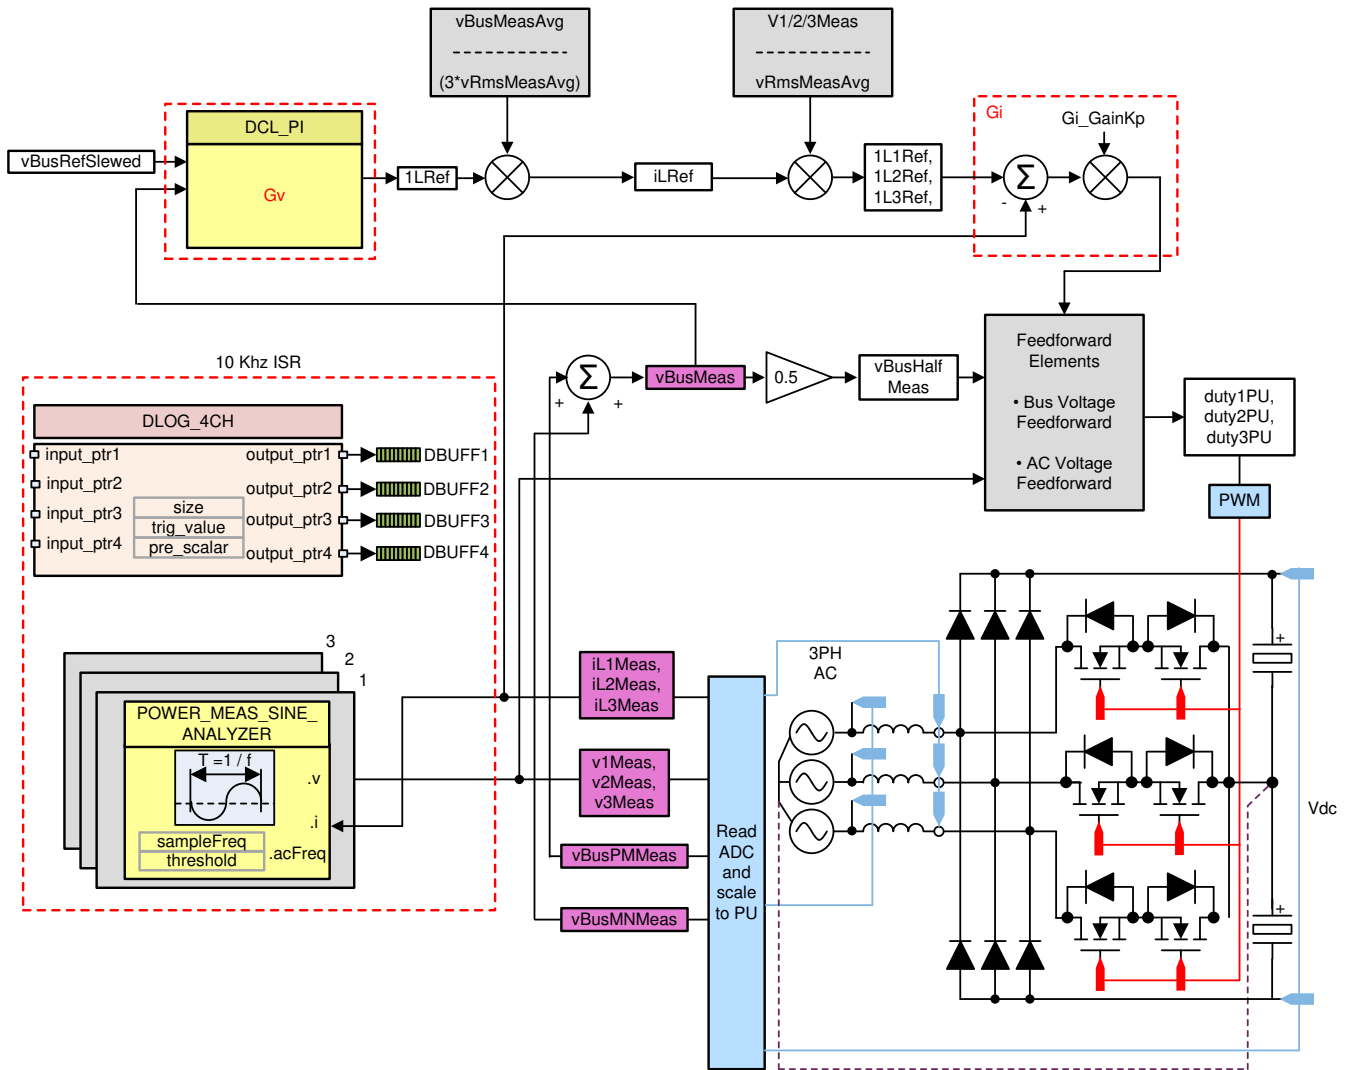 vBusMeasAvg
(3*vRmsMeasAvg)
V1/2/3Meas
vRmsMeasAvg
DCL_PI
Gv
vBusRefSlewed
1LRef
iLRef
1L1Ref,
1L2Ref,
1L3Ref,
Gi
Gi_GainKp
Σ
-
+
10 Khz ISR
DLOG_4CH
input_ptr1
input_ptr2
input_ptr3
input_ptr4
size
trig_value
pre_scalar
output_ptr1
output_ptr2
output_ptr3
output_ptr4
DBUFF1
DBUFF2
DBUFF3
DBUFF4
Σ
+
+
vBusMeas
0.5
vBusHalf
Meas
Feedforward
Elements
• Bus Voltage
Feedforward
• AC Voltage
Feedforward
duty1PU,
duty2PU,
duty3PU
PWM
3
2
1
POWER_MEAS_SINE_
ANALYZER
T =1 / f
.v
.i
.acFreq
sampleFreq
threshold
iL1Meas,
iL2Meas,
iL3Meas
v1Meas,
v2Meas,
v3Meas
vBusPMMeas
vBusMNMeas
Read
ADC
and
scale
to PU
3PH
AC
+
+
Vdc